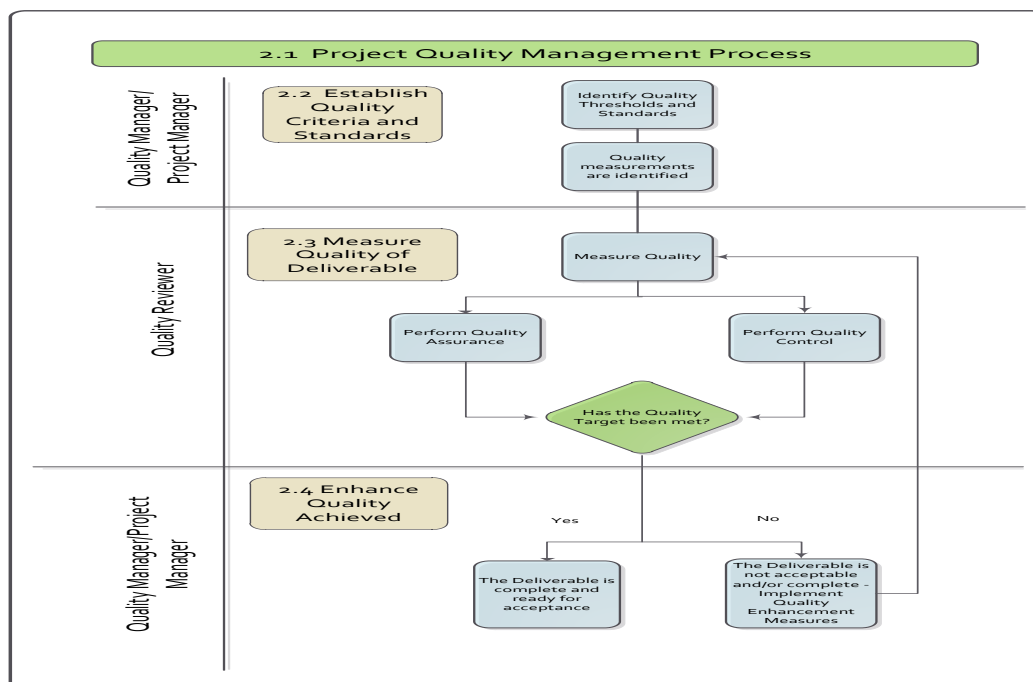 2.1 Project Quality Management Process
Quality Manager/
Project Manager
2.2 Establish
Quality
Criteria and
Standards
Identify Quality
Thresholds and
Standards
Quality
measurements
are identified
Quality Reviewer
2.3 Measure
Quality of
Deliverable
Measure Quality
Perform Quality
Assurance
Perform Quality
Control
Has the Quality
Target been met?
Quality Manager/Project
Manager
2.4 Enhance
Quality
Achieved
Yes
No
The Deliverable is
complete and
ready for
acceptance
The Deliverable is
not acceptable
and/or complete -
Implement
Quality
Enhancement
Measures